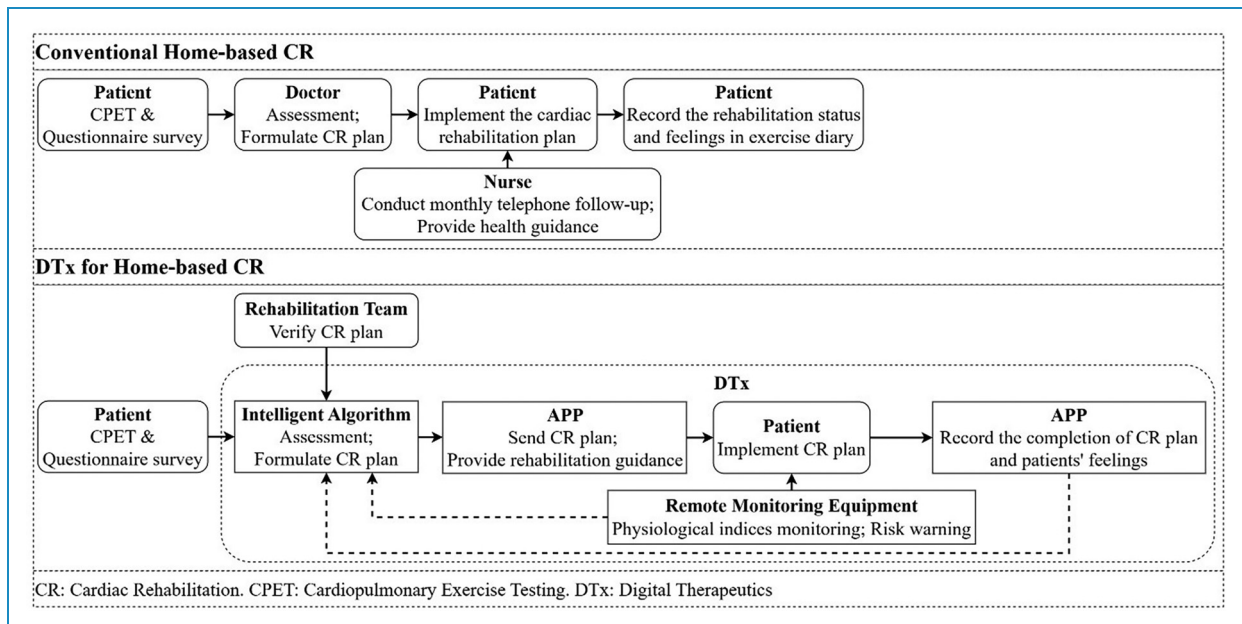 Conventional Home-based CR
Patient
CPET &
Questionnaire survey
Doctor
Assessment;
Formulate CR plan
Patient
Implement the cardiac
rehabilitation plan
Patient
Record the rehabilitation status
and feelings in exercise diary
Nurse
Conduct monthly telephone follow-up;
Provide health guidance
DTx for Home-based CR
Rehabilitation Team
Verify CR plan
DTx
Patient
CPET &
Questionnaire survey
Intelligent Algorithm
Assessment;
Formulate CR plan
APP
Send CR plan;
Provide rehabilitation guidance
Patient
Implement CR plan
APP
Record the completion of CR plan
and patients' feelings
Remote Monitoring Equipment
Physiological indices monitoring; Risk warning
CR: Cardiac Rehabilitation. CPET: Cardiopulmonary Exercise Testing. DTx: Digital Therapeutics